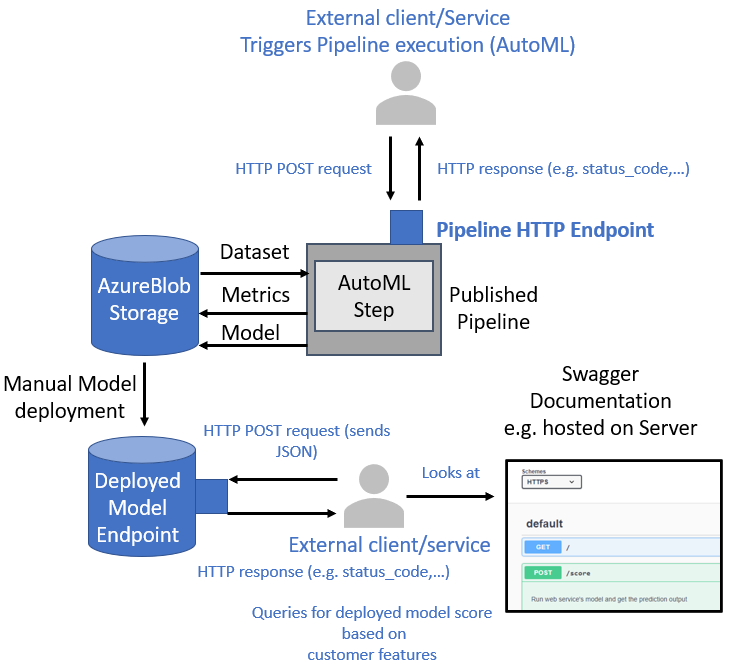 External client/Service
Triggers Pipeline execution (AutoML)
HTTP POST request
HTTP response (e.g. status_code,...)
Pipeline HTTP Endpoint
AzureBlob
Storage
Dataset
Metrics
Model
AutoML
Step
Published
Pipeline
Manual Model
deployment
Swagger
Documentation
e.g. hosted on Server
HTTP POST request (sends
JSON)
Looks at
Deployed
Model
Endpoint
External client/service
HTTP response (e.g. status_code,...)
Queries for deployed model score
based on
customer features
Schemes
HTTPS
default
GET /
POST /score
Run web service's model and get the prediction output